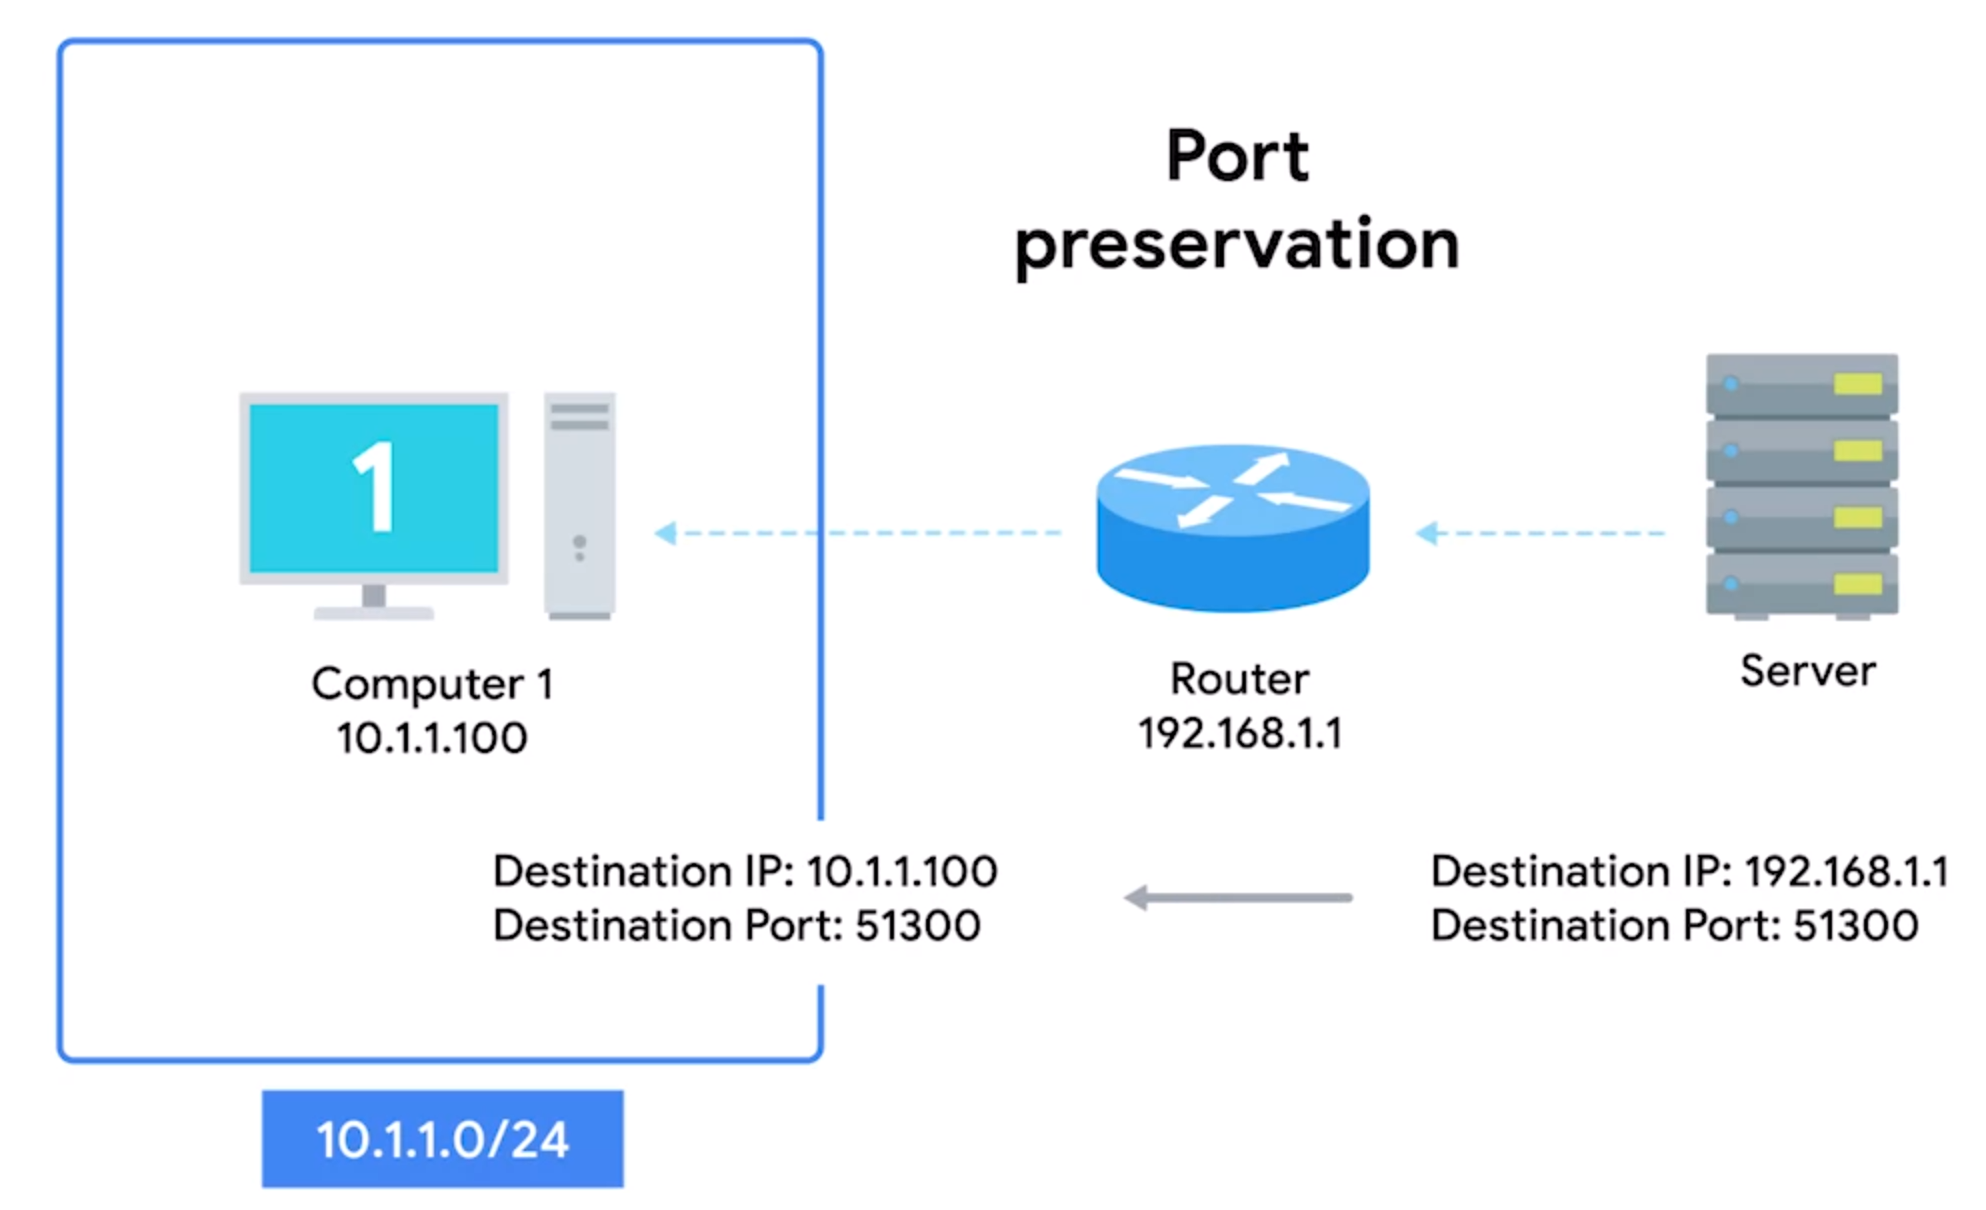 Port
preservation
1
Computer 1
10.1.1.100
Router
192.168.1.1
Server
Destination IP: 10.1.1.100
Destination Port: 51300
Destination IP: 192.168.1.1
Destination Port: 51300
10.1.1.0/24